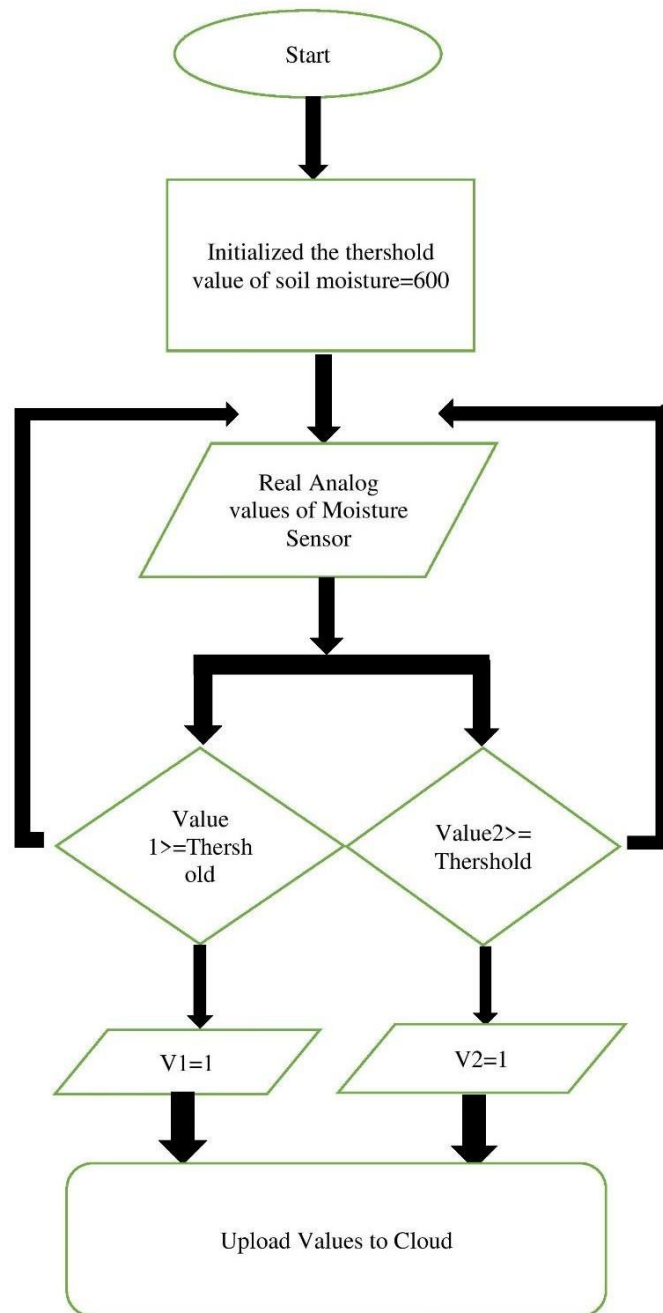 Start
Initialized the thershold
value of soil moisture=600
Real Analog
values of Moisture
Sensor
Value
1>=Thersh
old
Value2>=
Thershold
V1=1
V2=1
Upload Values to Cloud